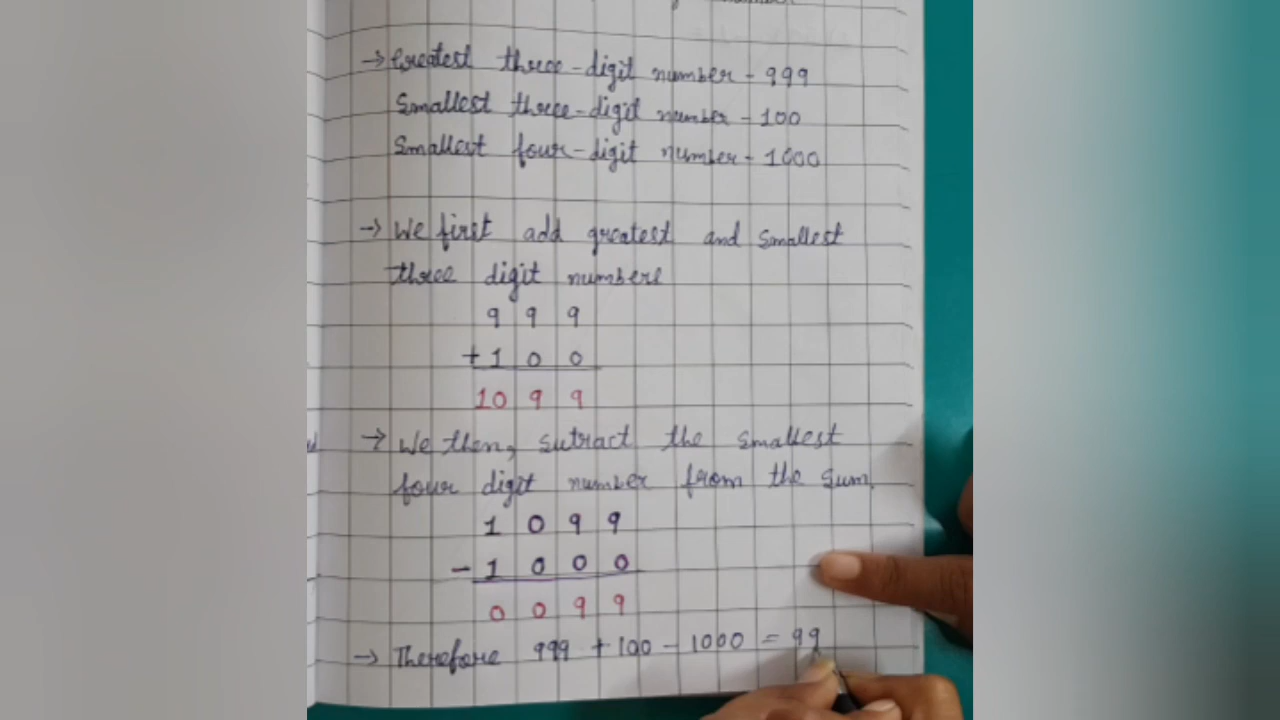 → Greatest three-digit number - 999
Smallest three-digit number - 100
Smallest four-digit number - 1000
→ We first add greatest and smallest
three digit numbers
9 9 9
+ 1 0 0
10 9 9
→ We then, sutract the smallest
four digit number from the sum.
1 0 9 9
- 1 0 0 0
0 0 9 9
→ Therefore 999 + 100 - 1000 = 99